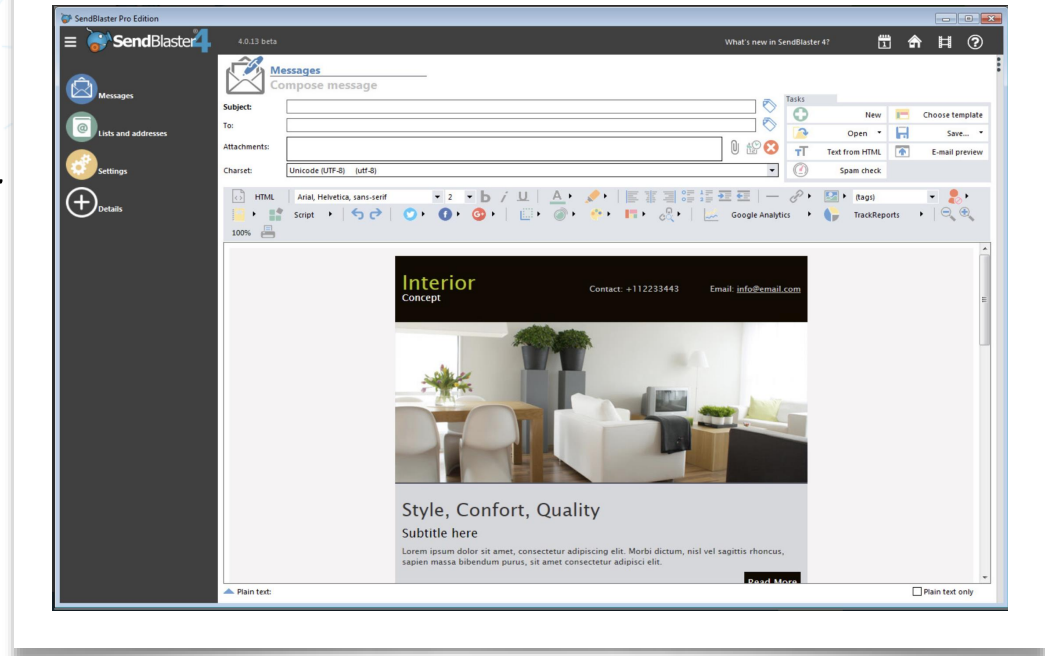 SendBlaster Pro Edition
SendBlaster 4
4.0.13 beta
What's new in SendBlaster 4?
Messages
Lists and addresses
Settings
Details
Messages
Compose message
Subject:
To:
Attachments:
Charset:
Unicode (UTF-8) (utf-8)
Tasks
New
Choose template
Open
Save...
Text from HTML
E-mail preview
Spam check
HTML
Arial, Helvetica, sans-serif
2
b / U A
(tags)
Script
Google Analytics
TrackReports
100%
Interior
Concept
Contact: +112233443
Email: info@email.com
Style, Confort, Quality
Subtitle here
Lorem ipsum dolor sit amet, consectetur adipiscing elit. Morbi dictum, nisl vel sagittis rhoncus,
sapien massa bibendum purus, sit amet consectetur adipisci elit.
Read More
Plain text:
Plain text only